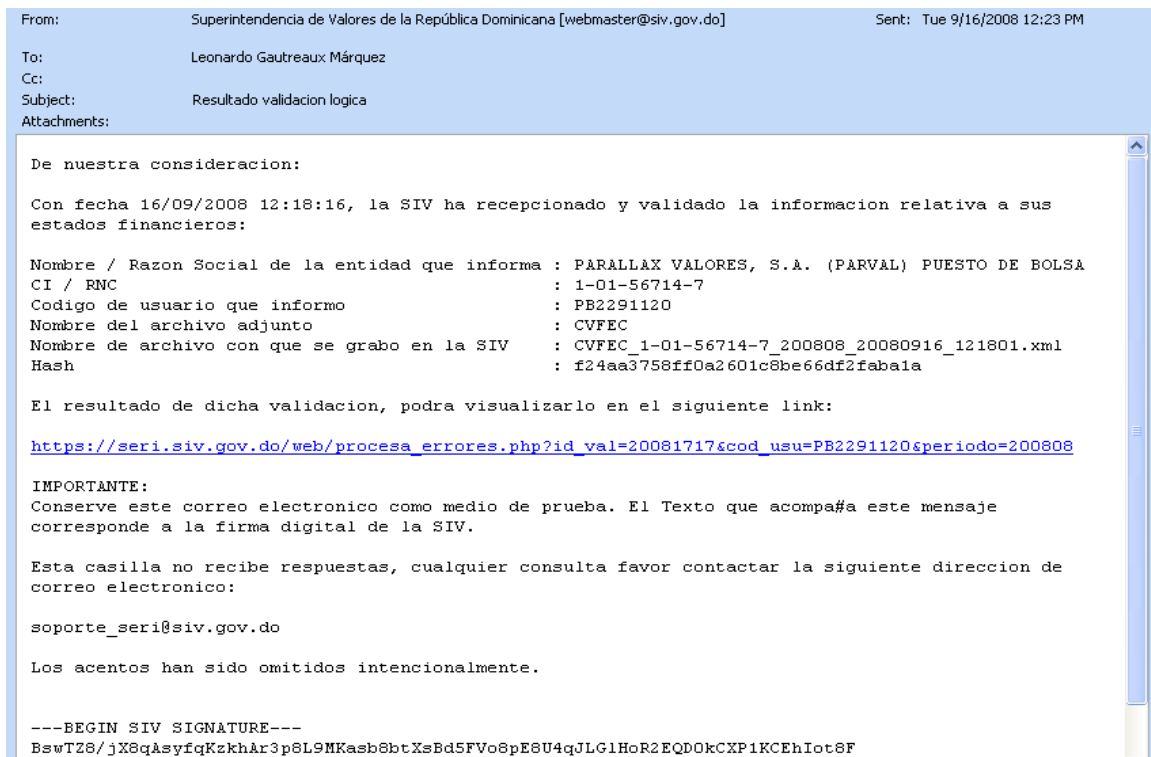 From: Superintendencia de Valores de la República Dominicana [webmaster@siv.gov.do] Sent: Tue 9/16/2008 12:23 PM
To: Leonardo Gautreaux Márquez
Cc:
Subject: Resultado validacion logica
Attachments:
De nuestra consideracion:
Con fecha 16/09/2008 12:18:16, la SIV ha recepcionado y validado la informacion relativa a sus
estados financieros:
Nombre / Razon Social de la entidad que informa : PARALLAX VALORES, S.A. (PARVAL) PUESTO DE BOLSA
CI / RNC : 1-01-56714-7
Codigo de usuario que informo : PB2291120
Nombre del archivo adjunto : CVFEC
Nombre de archivo con que se grabo en la SIV : CVFEC_1-01-56714-7_200808_20080916_121801.xml
Hash : f24aa3758ff0a2601c8be66df2faba1a
El resultado de dicha validacion, podra visualizarlo en el siguiente link:
https://seri.siv.gov.do/web/procesa_errores.php?id_val=20081717&cod_usu=PB2291120&periodo=200808
IMPORTANTE:
Conserve este correo electronico como medio de prueba. El Texto que acompa#a este mensaje
corresponde a la firma digital de la SIV.
Esta casilla no recibe respuestas, cualquier consulta favor contactar la siguiente direccion de
correo electronico:
soporte_seri@siv.gov.do
Los acentos han sido omitidos intencionalmente.
---BEGIN SIV SIGNATURE---
BswTZ8/jX8qAsyfqKzkhAr3p8L9MKasb8btXsBd5FVo8pE8U4qJLGlHoR2EQD0kCXP1KCEhIot8F